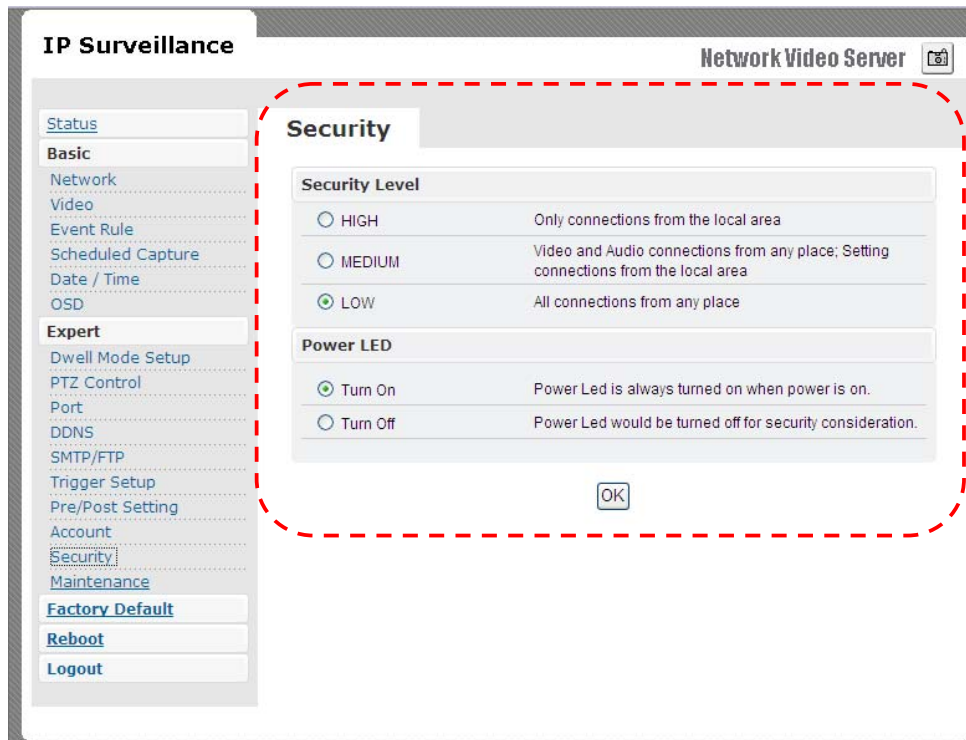 IP Surveillance
Network Video Server
Status
Basic
Network
Video
Event Rule
Scheduled Capture
Date / Time
OSD
Expert
Dwell Mode Setup
PTZ Control
Port
DDNS
SMTP/FTP
Trigger Setup
Pre/Post Setting
Account
Security
Maintenance
Factory Default
Reboot
Logout
Security
Security Level
HIGH Only connections from the local area
MEDIUM Video and Audio connections from any place; Setting
connections from the local area
LOW All connections from any place
Power LED
Turn On Power Led is always turned on when power is on.
Turn Off Power Led would be turned off for security consideration.
OK